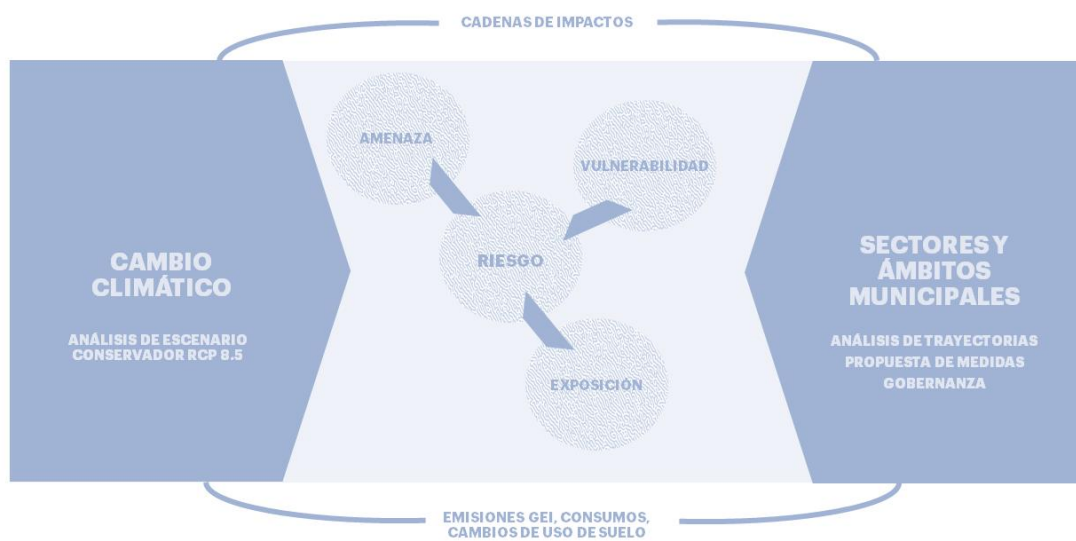 CADENAS DE IMPACTOS
AMENAZA
VULNERABILIDAD
RIESGO
EXPOSICIÓN
CAMBIO
CLIMÁTICO
ANÁLISIS DE ESCENARIO
CONSERVADOR RCP 8.5
SECTORES Y
ÁMBITOS
MUNICIPALES
ANÁLISIS DE TRAYECTORIAS
PROPUESTA DE MEDIDAS
GOBERNANZA
EMISIONES GEI, CONSUMOS,
CAMBIOS DE USO DE SUELO